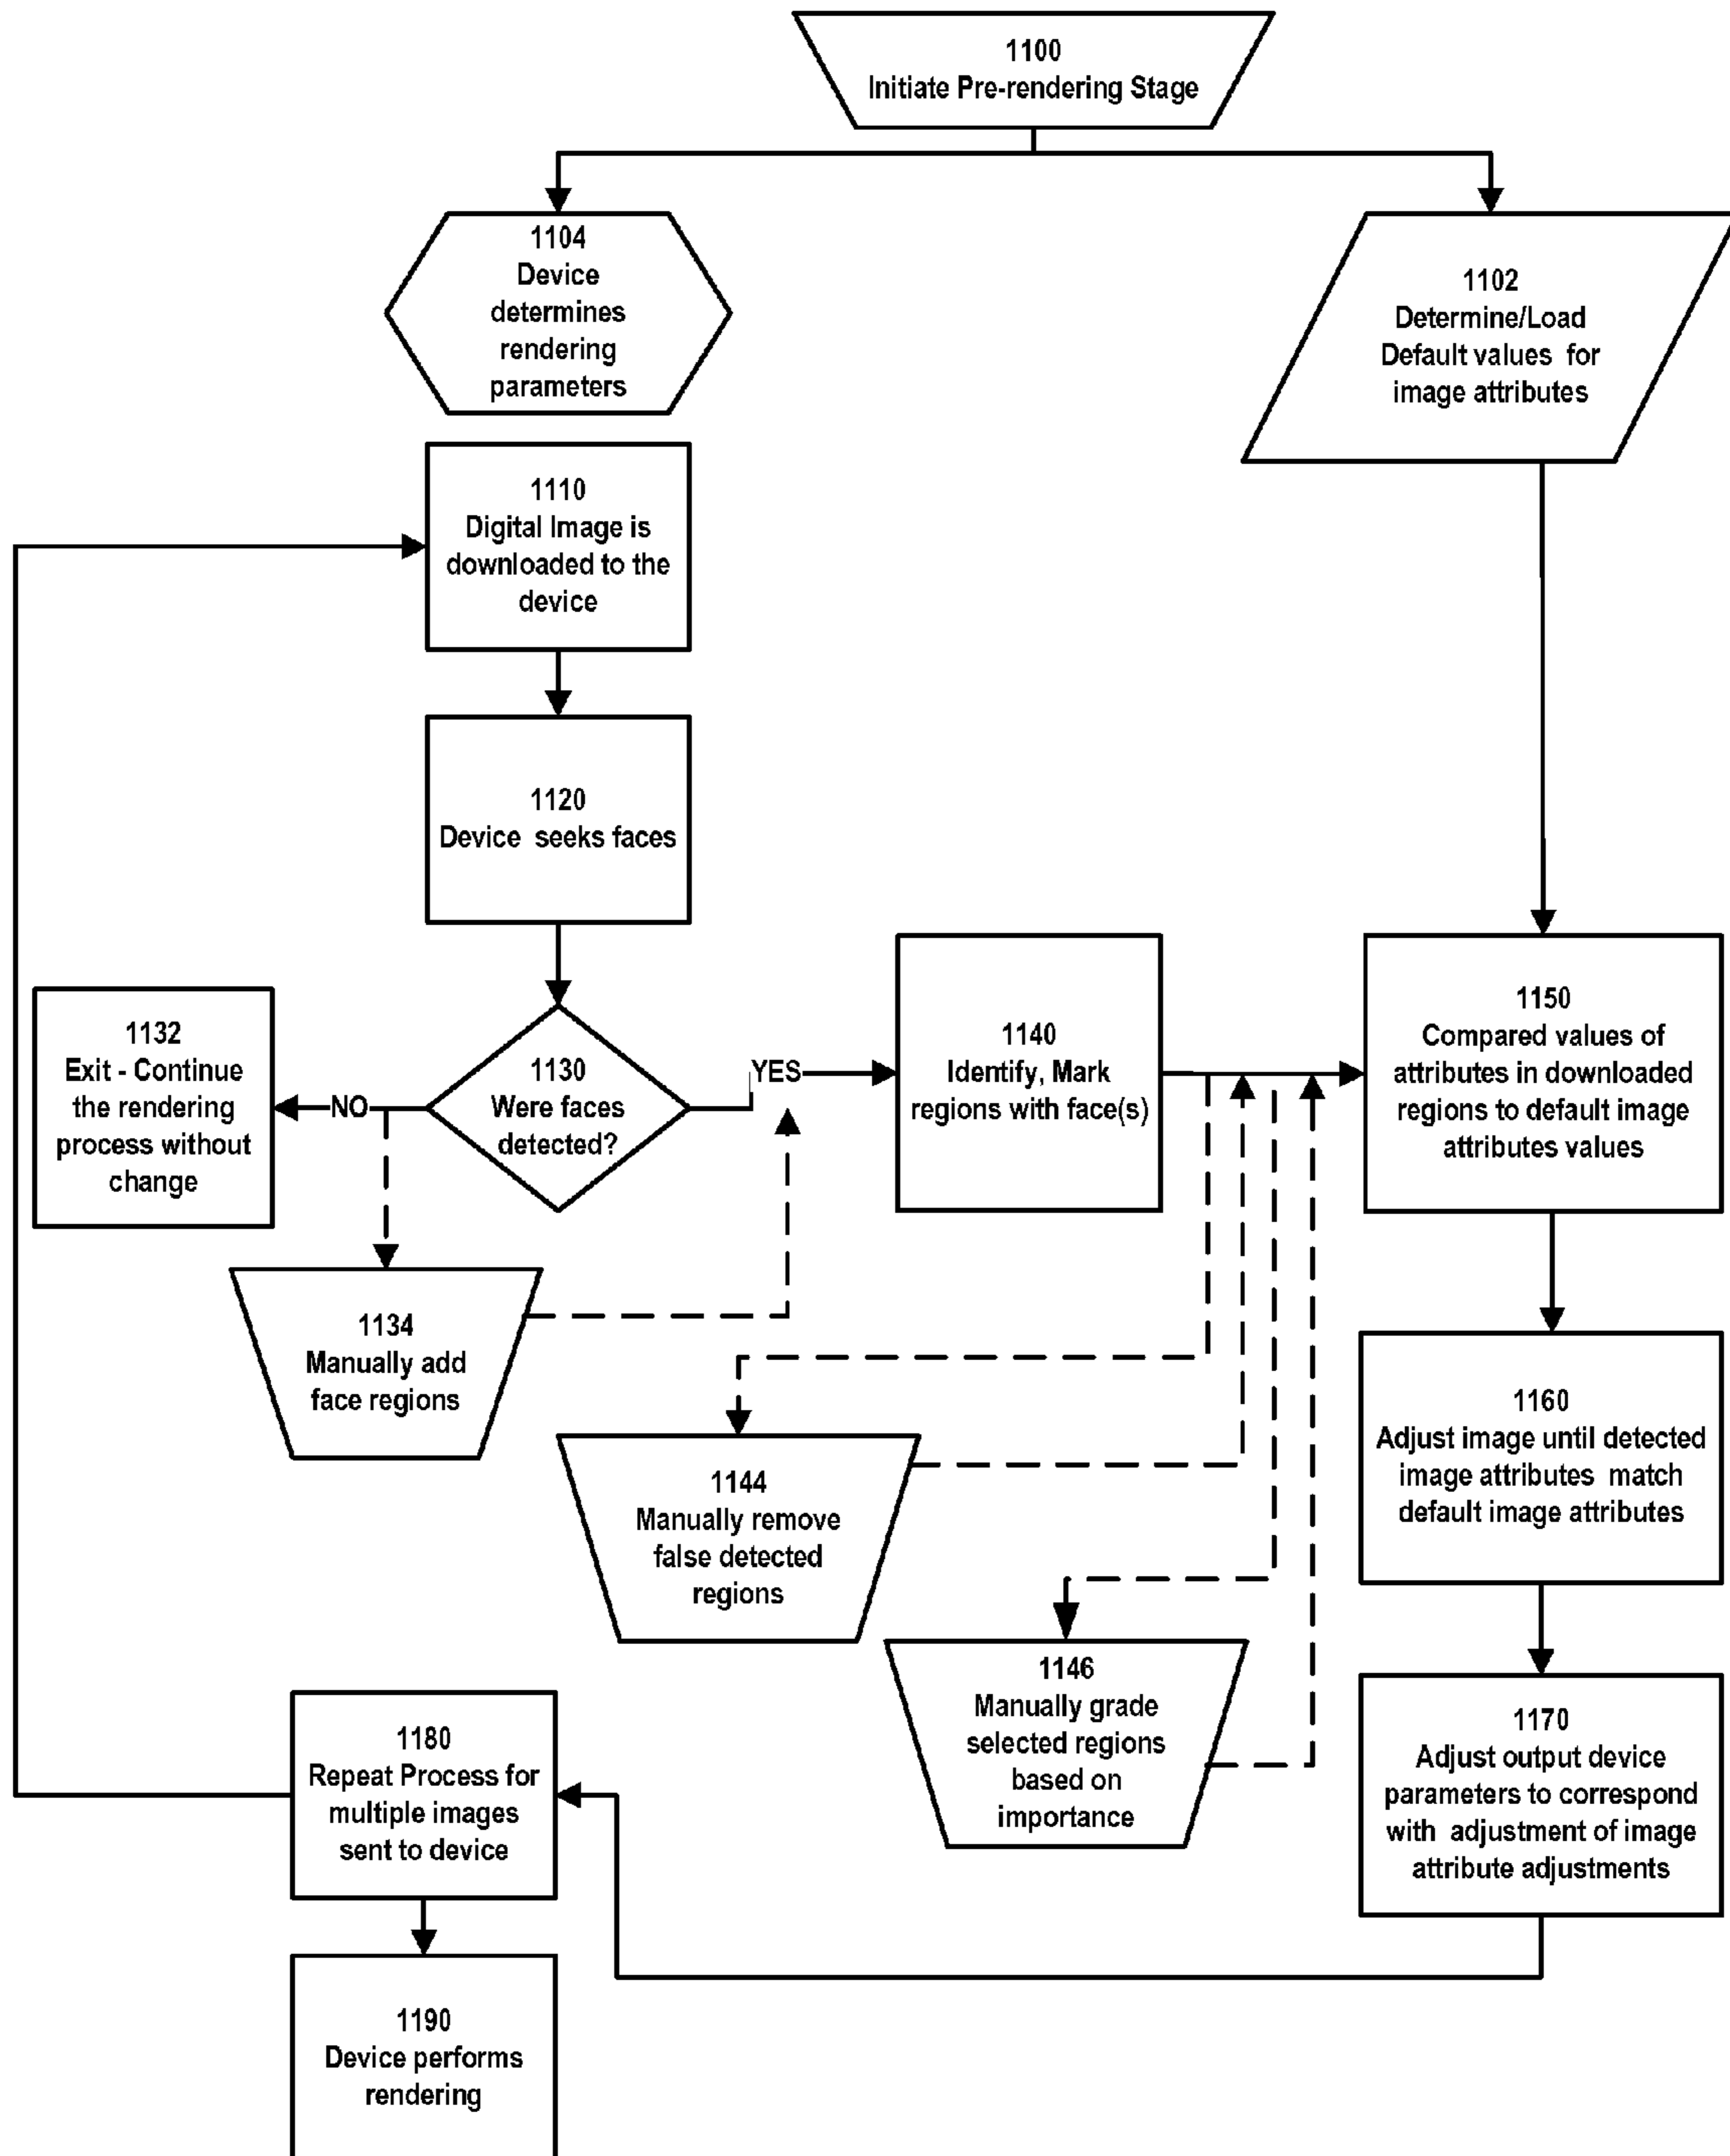 1100
Initiate Pre-rendering Stage
1104
Device
determines
rendering
parameters
1102
Determine/Load
Default values for
image attributes
1110
Digital Image is
downloaded to the
device
1120
Device seeks faces
1132
Exit - Continue
the rendering
process without
change
NO
1130
Were faces
detected?
YES
1140
Identify, Mark
regions with face(s)
1150
Compared values of
attributes in downloaded
regions to default image
attributes values
1134
Manually add
face regions
1144
Manually remove
false detected
regions
1160
Adjust image until detected
image attributes match
default image attributes
1146
Manually grade
selected regions
based on
importance
1170
Adjust output device
parameters to correspond
with adjustment of image
attribute adjustments
1180
Repeat Process for
multiple images
sent to device
1190
Device performs
rendering